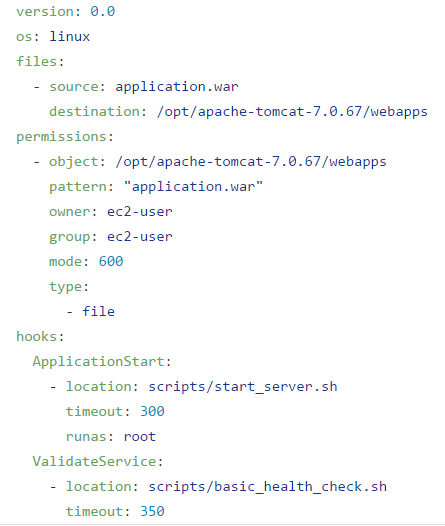 version: 0.0
os: linux
files:
  - source: application.war
    destination: /opt/apache-tomcat-7.0.67/webapps
permissions:
  - object: /opt/apache-tomcat-7.0.67/webapps
    pattern: "application.war"
    owner: ec2-user
    group: ec2-user
    mode: 600
    type:
      - file
hooks:
  ApplicationStart:
    - location: scripts/start_server.sh
      timeout: 300
      runas: root
  ValidateService:
    - location: scripts/basic_health_check.sh
      timeout: 350